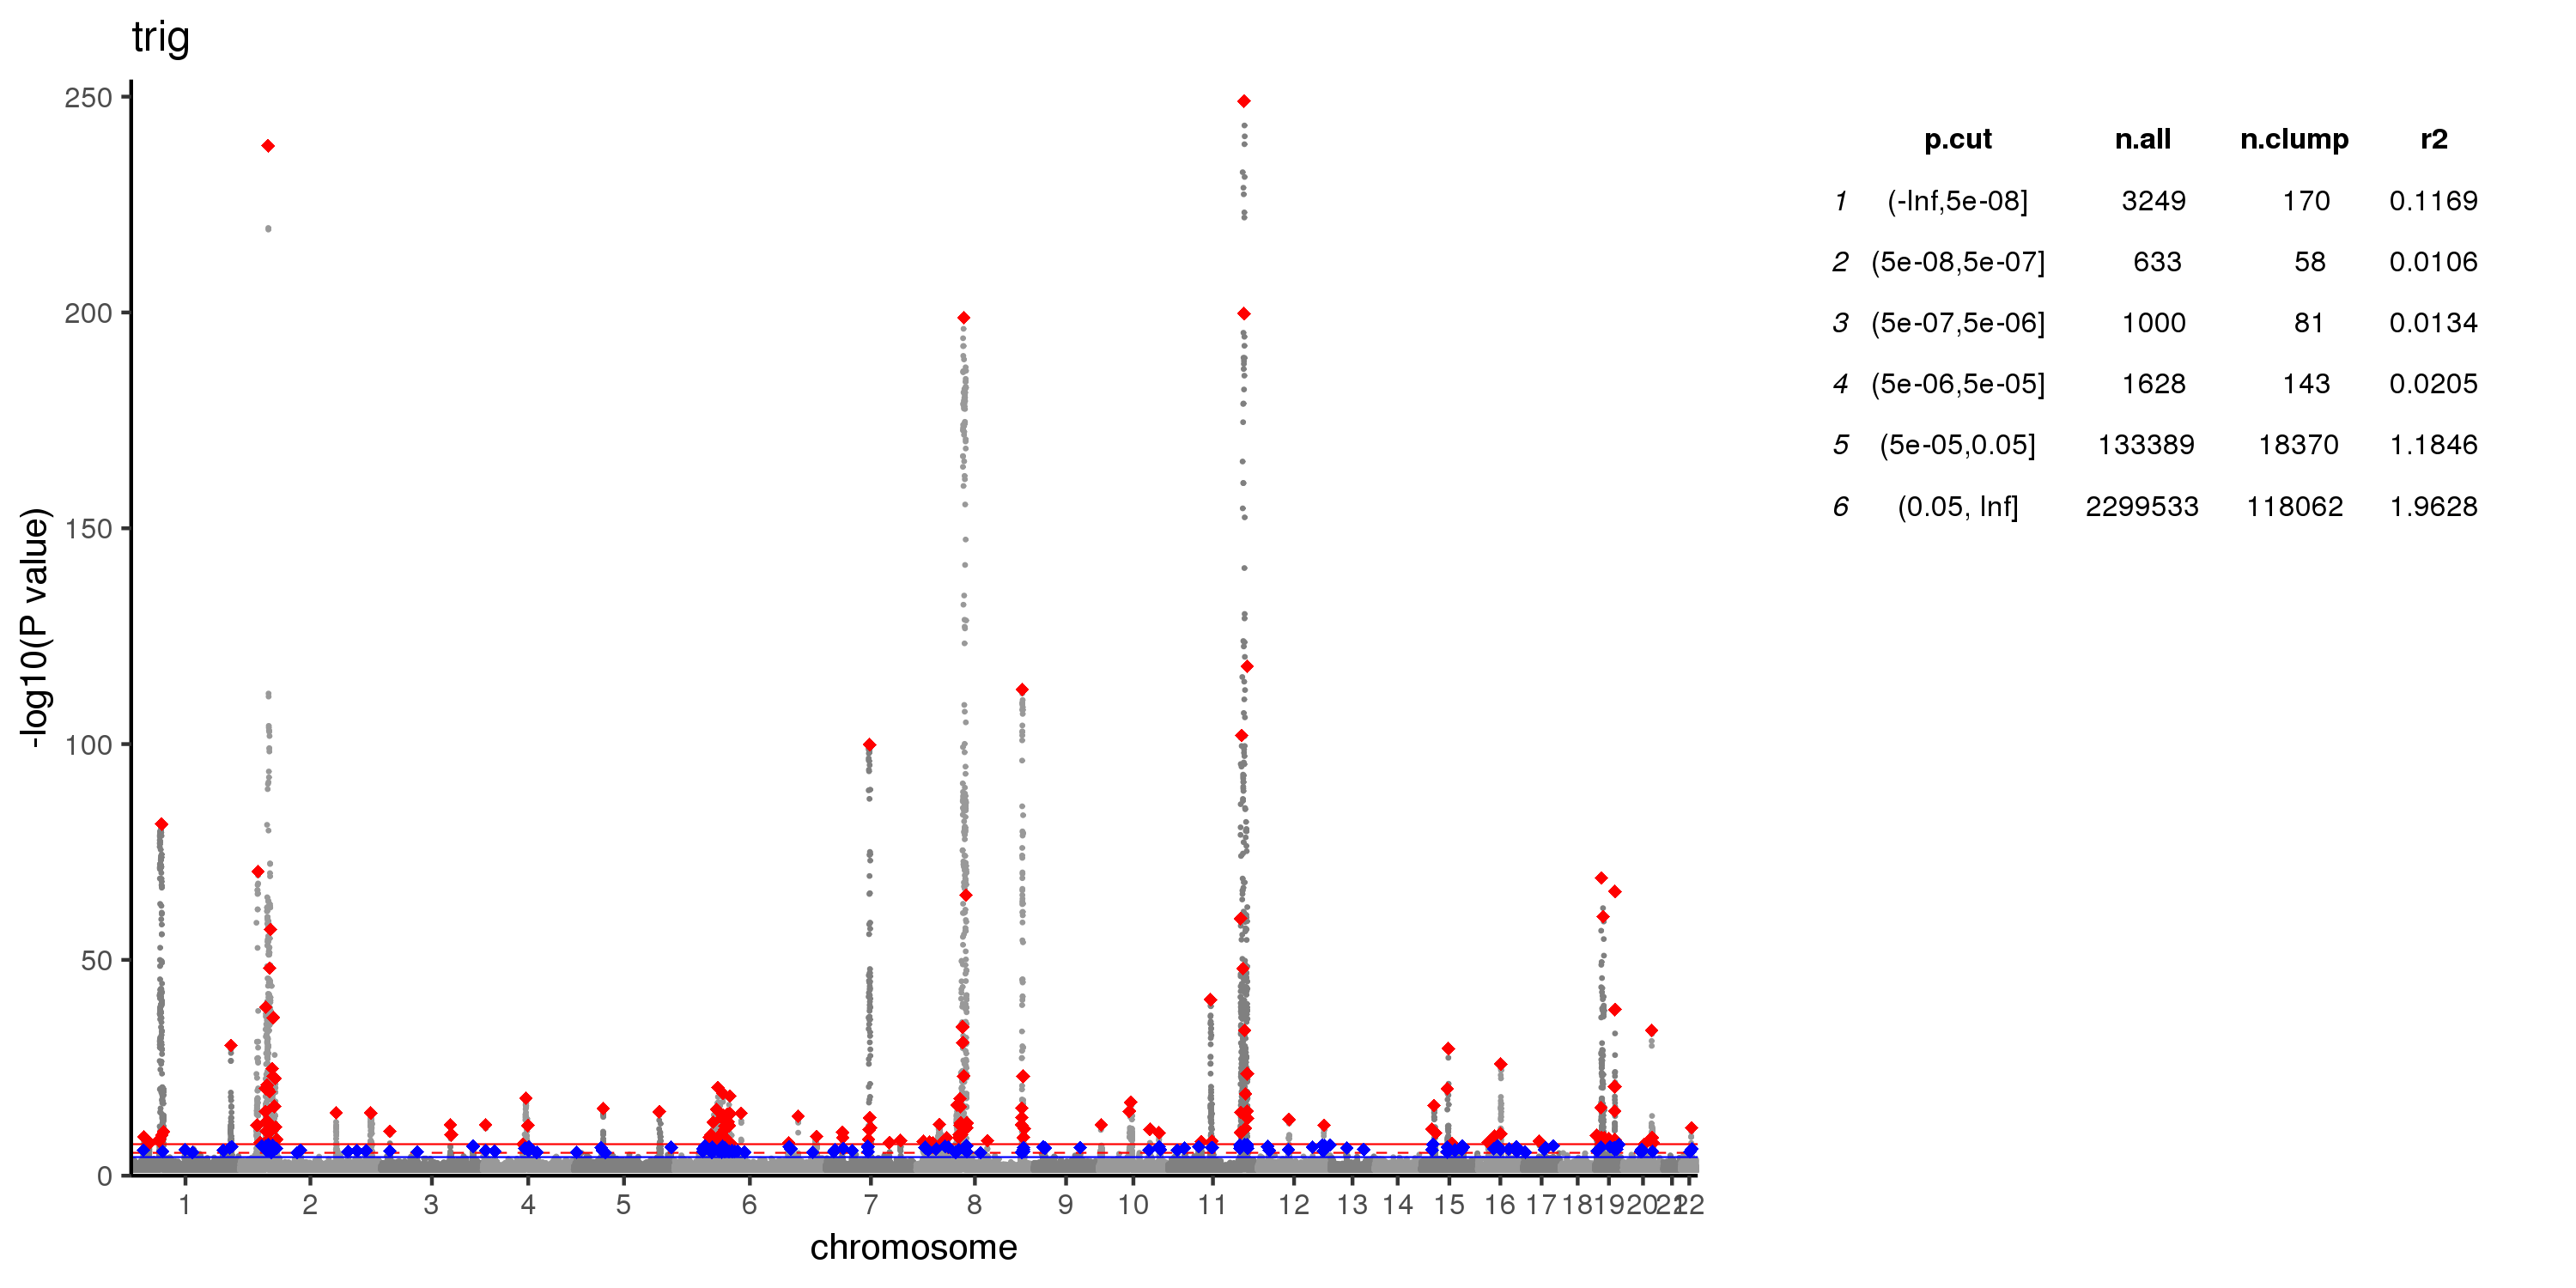 trig
250
200
150
100
50
0
-log10(P value)
1 2 3 4 5 6 7 8 9 10 11 12 13 14 15 16 17 18 19 20 21 22
chromosome
p.cut n.all n.clump r2
1 (-Inf,5e-08] 3249 170 0.1169
2 (5e-08,5e-07] 633 58 0.0106
3 (5e-07,5e-06] 1000 81 0.0134
4 (5e-06,5e-05] 1628 143 0.0205
5 (5e-05,0.05] 133389 18370 1.1846
6 (0.05, Inf] 2299533 118062 1.9628